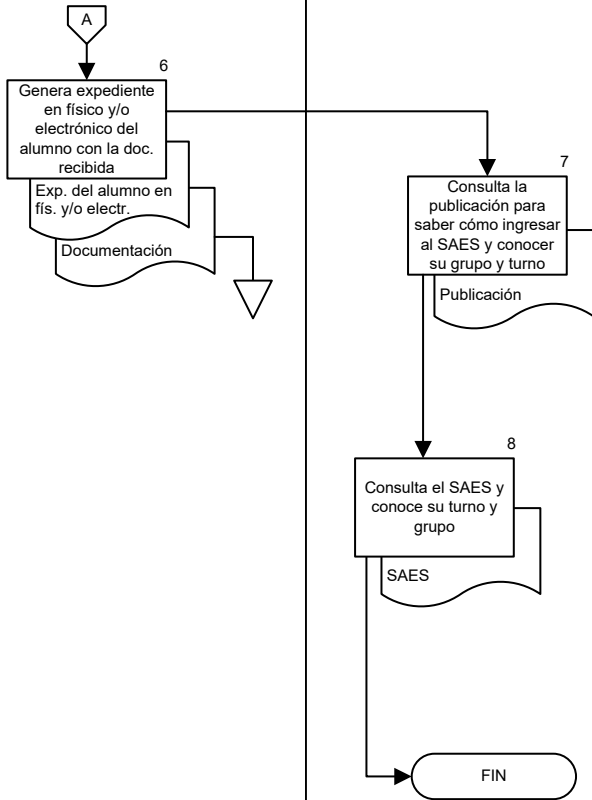 A
6
Genera expediente
en físico y/o
electrónico del
alumno con la doc.
recibida
Exp. del alumno en
fís. y/o electr.
Documentación
7
Consulta la
publicación para
saber cómo ingresar
al SAES y conocer
su grupo y turno
Publicación
8
Consulta el SAES y
conoce su turno y
grupo
SAES
FIN